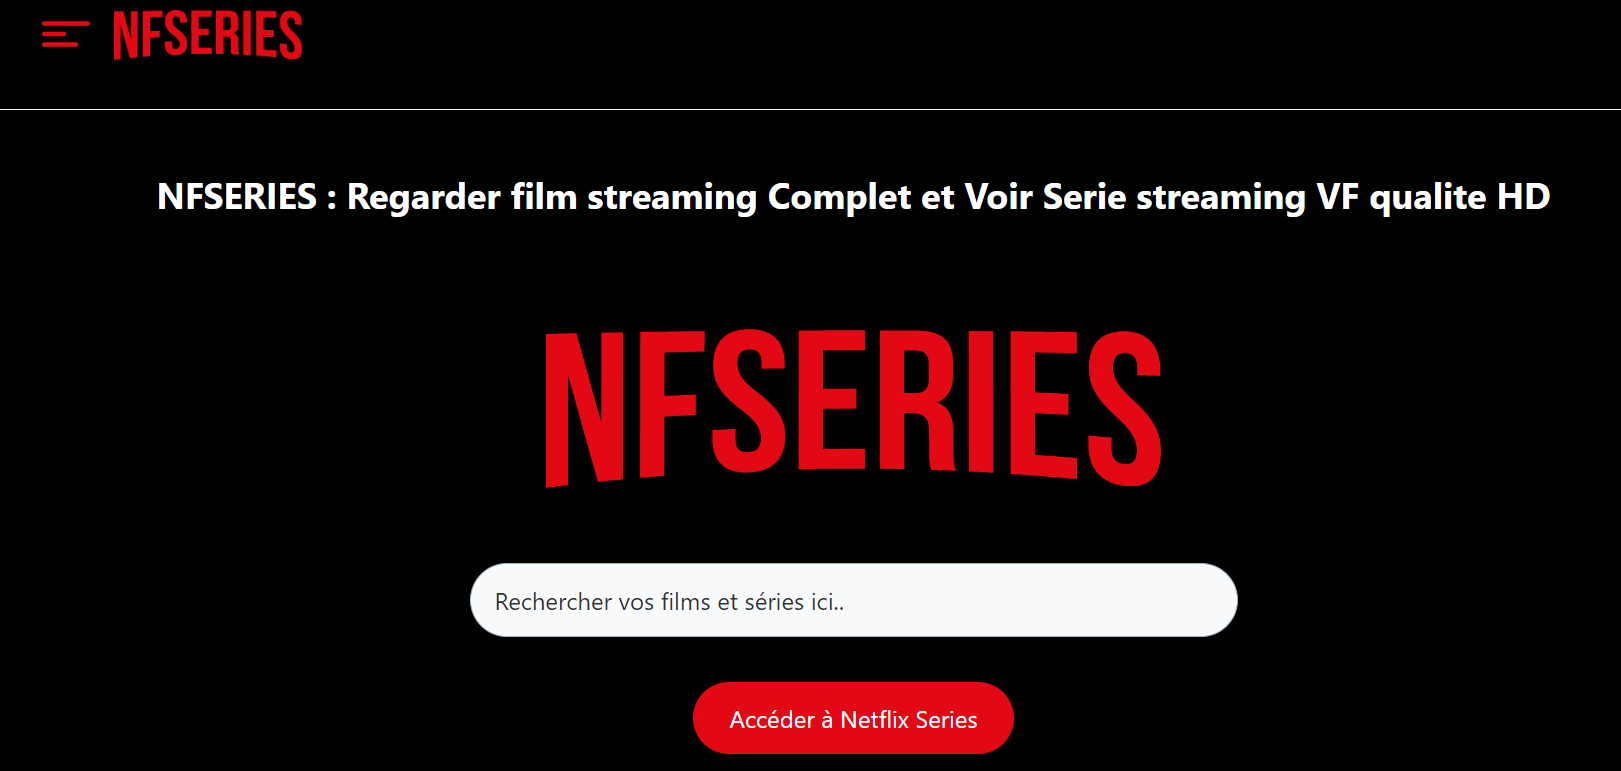 NFSERIES
NFSERIES : Regarder film streaming Complet et Voir Serie streaming VF qualite HD
NFSERIES
Rechercher vos films et séries ici..
Accéder à Netflix Series